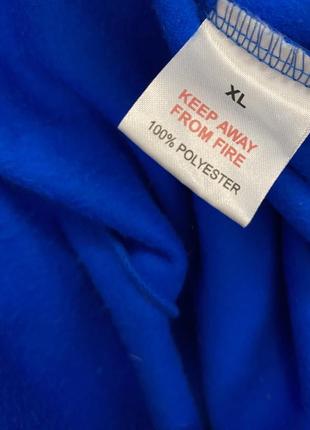 XL
KEEP AWAY
FROM FIRE
100% POLYESTER